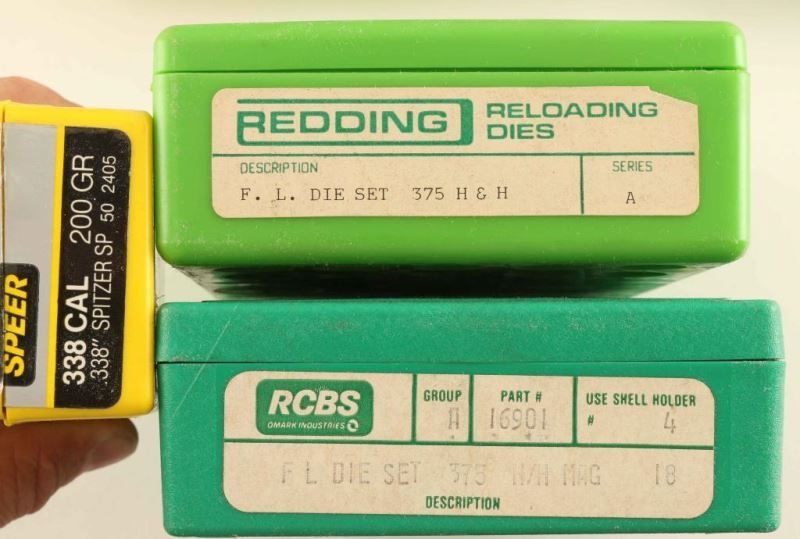 SPEER
338 CAL 200 GR
.338" SPITZER SP 50 2405
REDDING RELOADING
DIES
DESCRIPTION SERIES
F. L. DIE SET 375 H & H A
RCBS
OMARK INDUSTRIES
GROUP PART # USE SHELL HOLDER
16901 # 4
F L DIE SET 375 H/H MAG 18
DESCRIPTION